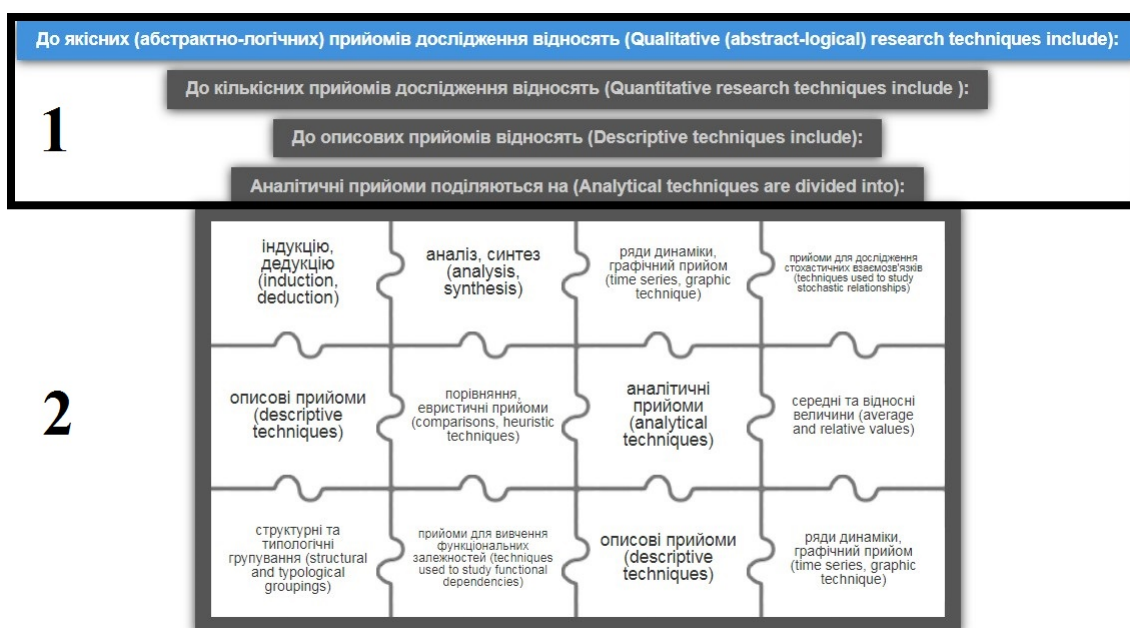 До якісних (абстрактно-логічних) прийомів дослідження відносять (Qualitative (abstract-logical) research techniques include):
1
До кількісних прийомів дослідження відносять (Quantitative research techniques include ):
До описових прийомів відносять (Descriptive techniques include):
Аналітичні прийоми поділяються на (Analytical techniques are divided into):
2
індукцію,
дедукцію
(induction,
deduction)
аналіз, синтез
(analysis,
synthesis)
ряди динаміки,
графічний прийом
(time series, graphic
technique)
прийоми для дослідження
стохастичних взаємозв'язків
(techniques used to study
stochastic relationships)
описові прийоми
(descriptive
techniques)
порівняння,
евристичні прийоми
(comparisons, heuristic
techniques)
аналітичні
прийоми
(analytical
techniques)
середні та відносні
величини (average
and relative values)
структурні та
типологічні
групування (structural
and typological
groupings)
прийоми для вивчення
функціональних
залежностей (techniques
used to study functional
dependencies)
описові прийоми
(descriptive
techniques)
ряди динаміки,
графічний прийом
(time series, graphic
technique)